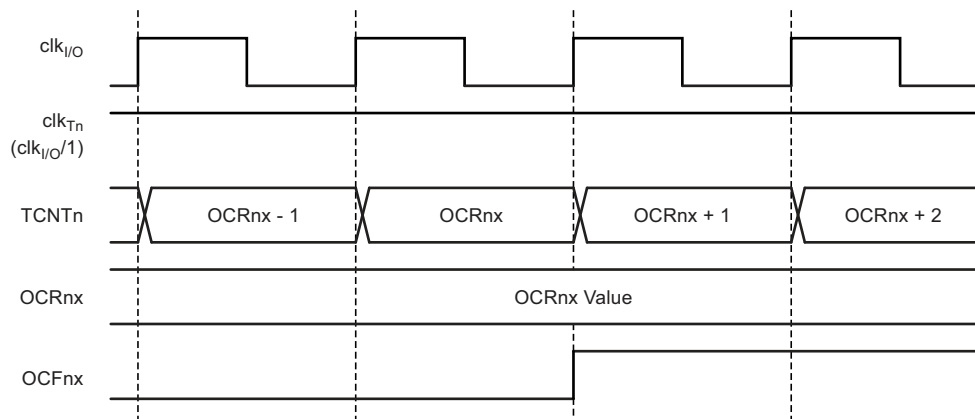 clkI/O
clkTn
(clkI/O/1)
TCNTn OCRnx - 1 OCRnx OCRnx + 1 OCRnx + 2
OCRnx OCRnx Value
OCFnx